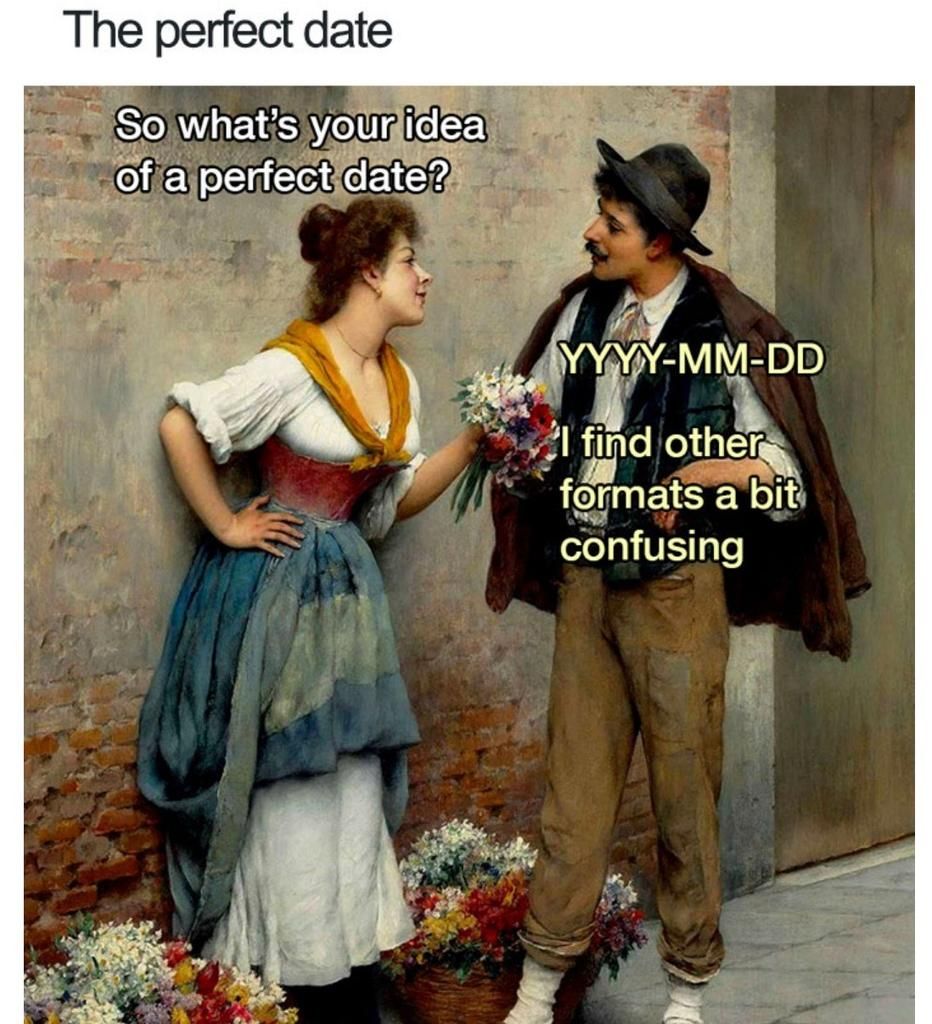 The perfect date
So what's your idea
of a perfect date?
YYYY-MM-DD
I find other
formats a bit
confusing